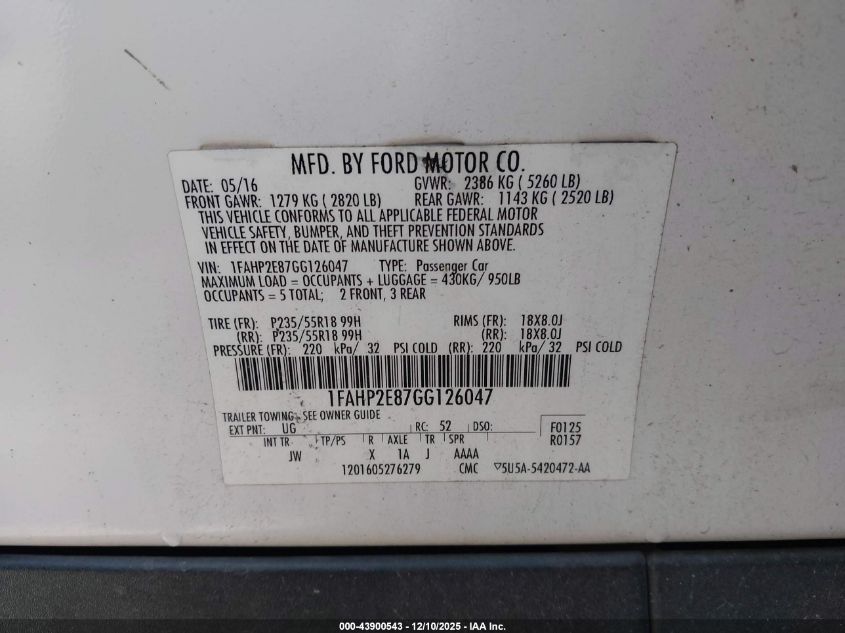 MFD. BY FORD MOTOR CO.
DATE: 05/16 GVWR: 2386 KG ( 5260 LB)
FRONT GAWR: 1279 KG ( 2820 LB) REAR GAWR: 1143 KG ( 2520 LB)
THIS VEHICLE CONFORMS TO ALL APPLICABLE FEDERAL MOTOR
VEHICLE SAFETY, BUMPER, AND THEFT PREVENTION STANDARDS
IN EFFECT ON THE DATE OF MANUFACTURE SHOWN ABOVE.
VIN: 1FAHP2E87GG126047 TYPE: Passenger Car
MAXIMUM LOAD = OCCUPANTS + LUGGAGE = 430KG/ 950LB
OCCUPANTS = 5 TOTAL; 2 FRONT, 3 REAR
TIRE (FR): P235/55R18 99H RIMS (FR): 18X8.0J
(RR): P235/55R18 99H (RR): 18X8.0J
PRESSURE (FR): 220 kPa/ 32 PSI COLD (RR): 220 kPa/ 32 PSI COLD
1FAHP2E87GG126047
TRAILER TOWING - SEE OWNER GUIDE
EXT PNT: UG RC: 52 DSO: F0125
R0157
INT TR TP/PS R AXLE TR SPR
JW X 1A J AAAA
1201605276279 CMC ▽5U5A-5420472-AA
000-43900543 - 12/10/2025 - IAA Inc.